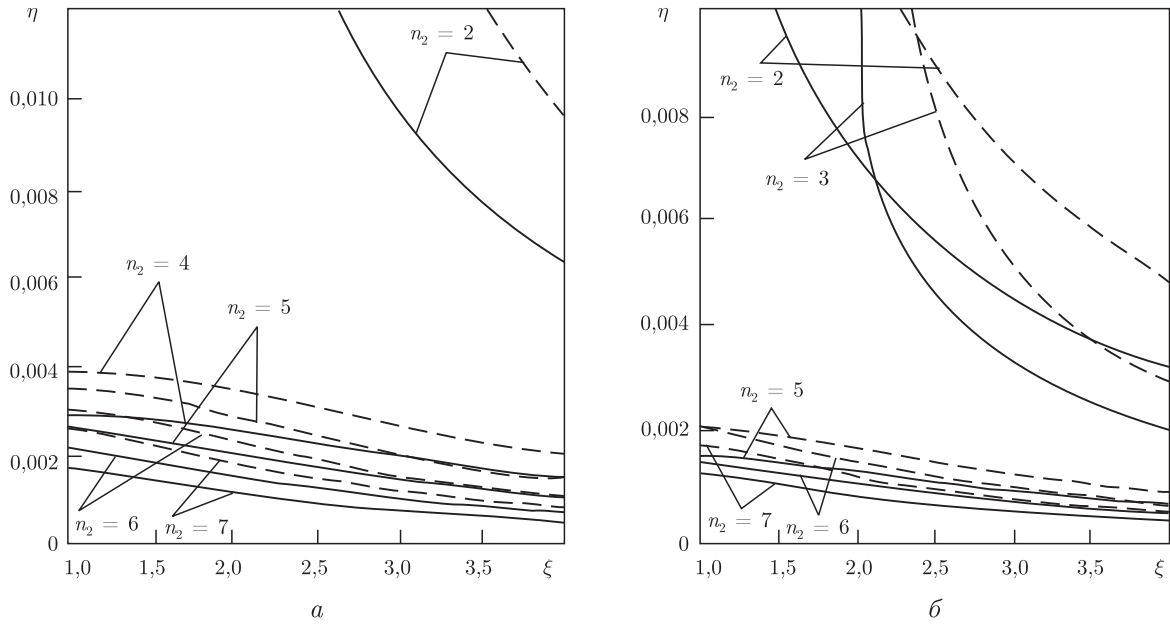 η
n₂ = 2
0,010
0,008
n₂ = 4
0,006
n₂ = 5
0,004
0,002
n₂ = 6
n₂ = 7
0
1,0 1,5 2,0 2,5 3,0 3,5 ξ
а
η
n₂ = 2
0,008
n₂ = 3
0,006
0,004
n₂ = 5
0,002
n₂ = 7
n₂ = 6
0
1,0 1,5 2,0 2,5 3,0 3,5 ξ
б